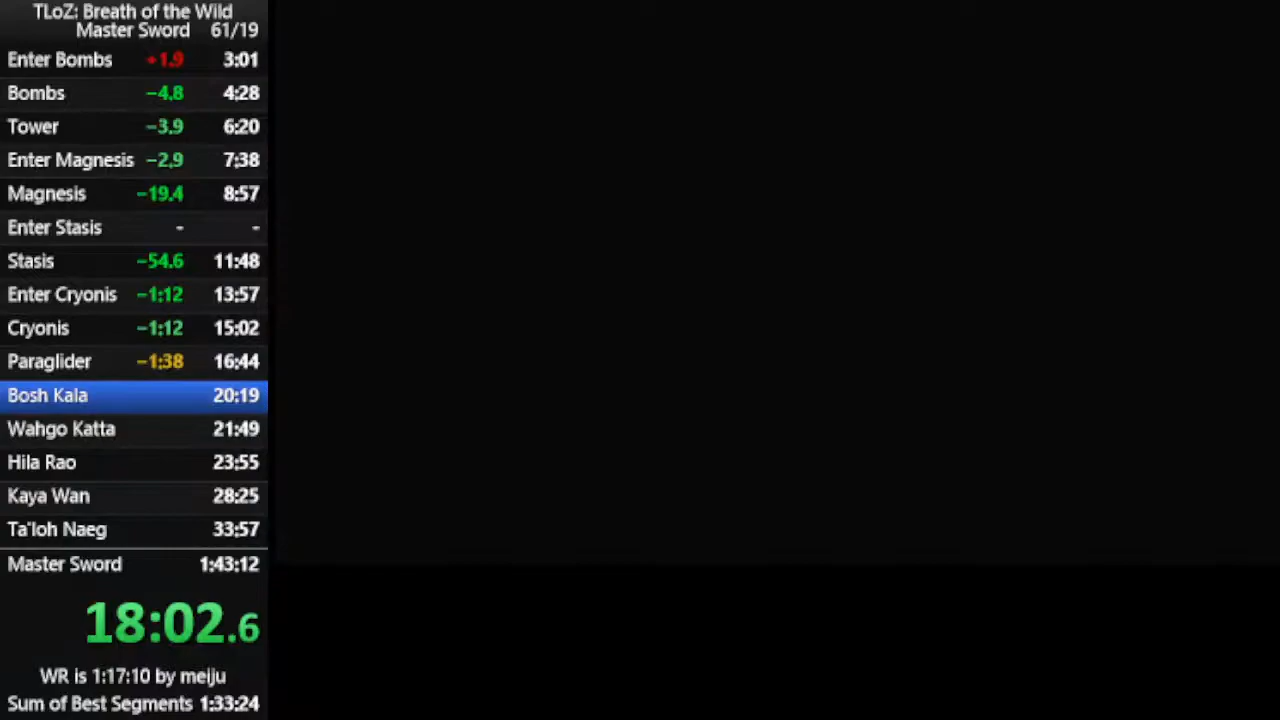 TLoZ: Breath of the Wild
Master Sword 61/19
Enter Bombs +1.9 3:01
Bombs -4.8 4:28
Tower -3.9 6:20
Enter Magnesis -2.9 7:38
Magnesis -19.4 8:57
Enter Stasis - -
Stasis -54.6 11:48
Enter Cryonis -1:12 13:57
Cryonis -1:12 15:02
Paraglider -1:38 16:44
Bosh Kala 20:19
Wahgo Katta 21:49
Hila Rao 23:55
Kaya Wan 28:25
Ta'loh Naeg 33:57
Master Sword 1:43:12
18:02.6
WR is 1:17:10 by meiju
Sum of Best Segments 1:33:24